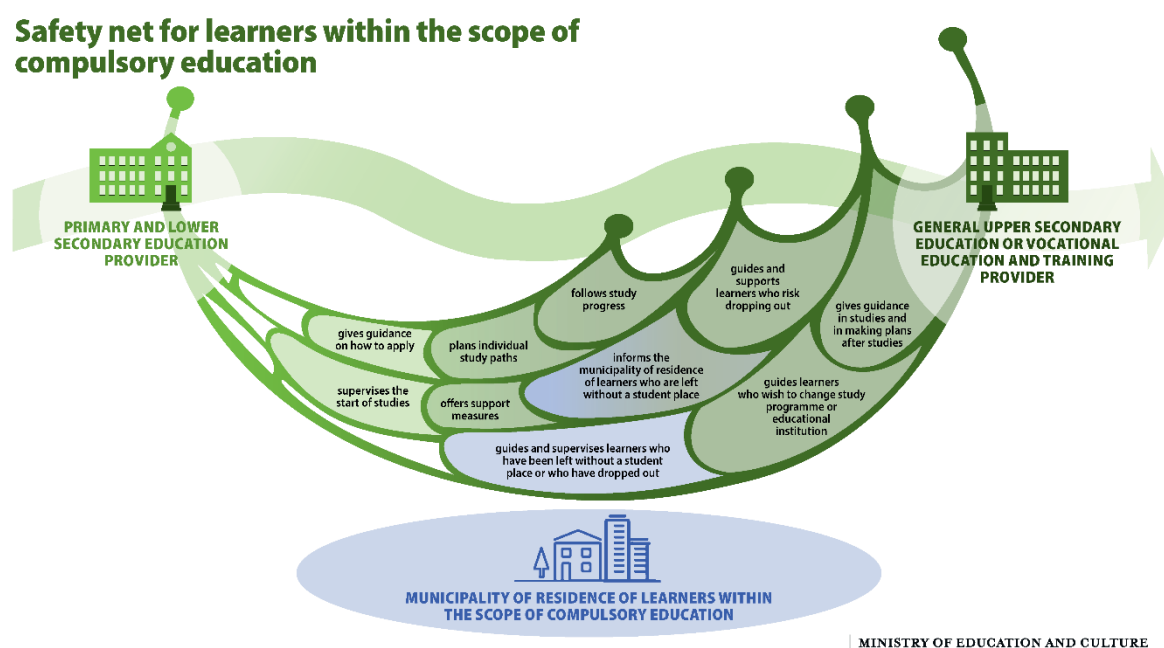 Safety net for learners within the scope of
compulsory education
PRIMARY AND LOWER
SECONDARY EDUCATION
PROVIDER
GENERAL UPPER SECONDARY
EDUCATION OR VOCATIONAL
EDUCATION AND TRAINING
PROVIDER
gives guidance
on how to apply
supervises the
start of studies
plans individual
study paths
offers support
measures
follows study
progress
informs the
municipality of residence
of learners who are left
without a student place
guides and supervises learners who
have been left without a student
place or who have dropped out
guides and
supports
learners who risk
dropping out
guides learners
who wish to change study
programme or
educational
institution
gives guidance
in studies and
in making plans
after studies
MUNICIPALITY OF RESIDENCE OF LEARNERS WITHIN
THE SCOPE OF COMPULSORY EDUCATION
MINISTRY OF EDUCATION AND CULTURE